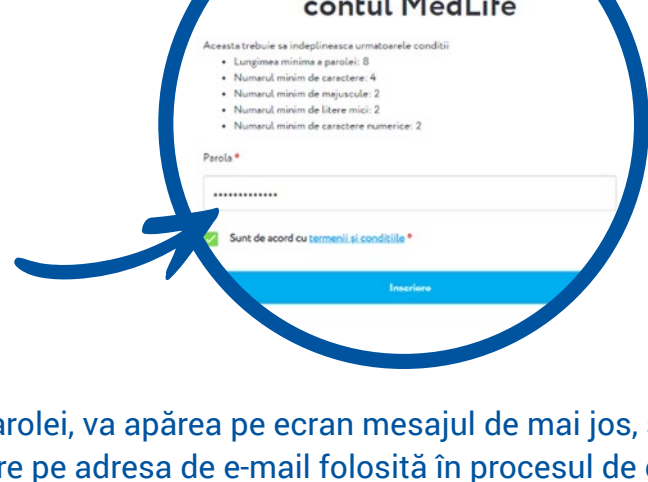 contul MedLife
Aceasta trebuie sa indeplineasca urmatoarele conditii
• Lungimea minima a parolei: 8
• Numarul minim de caractere: 4
• Numarul minim de majuscule: 2
• Numarul minim de litere mici: 2
• Numarul minim de caractere numerice: 2
Parola *
•••••••••••••
Sunt de acord cu termenii și condițiile *
Inscriere
arolei, va apărea pe ecran mesajul de mai jos,
re pe adresa de e-mail folosită în procesul de